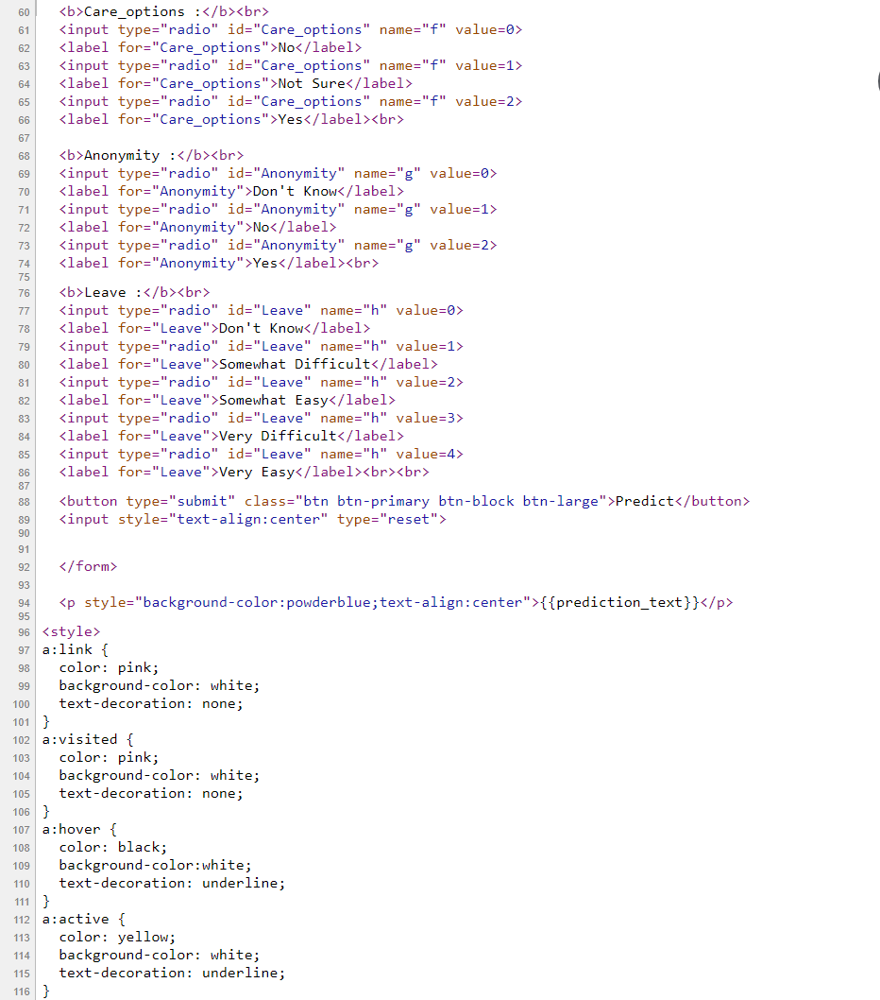 60 <b>Care_options :</b><br>
61 <input type="radio" id="Care_options" name="f" value=0>
62 <label for="Care_options">No</label>
63 <input type="radio" id="Care_options" name="f" value=1>
64 <label for="Care_options">Not Sure</label>
65 <input type="radio" id="Care_options" name="f" value=2>
66 <label for="Care_options">Yes</label><br>
67
68 <b>Anonymity :</b><br>
69 <input type="radio" id="Anonymity" name="g" value=0>
70 <label for="Anonymity">Don't Know</label>
71 <input type="radio" id="Anonymity" name="g" value=1>
72 <label for="Anonymity">No</label>
73 <input type="radio" id="Anonymity" name="g" value=2>
74 <label for="Anonymity">Yes</label><br>
75
76 <b>Leave :</b><br>
77 <input type="radio" id="Leave" name="h" value=0>
78 <label for="Leave">Don't Know</label>
79 <input type="radio" id="Leave" name="h" value=1>
80 <label for="Leave">Somewhat Difficult</label>
81 <input type="radio" id="Leave" name="h" value=2>
82 <label for="Leave">Somewhat Easy</label>
83 <input type="radio" id="Leave" name="h" value=3>
84 <label for="Leave">Very Difficult</label>
85 <input type="radio" id="Leave" name="h" value=4>
86 <label for="Leave">Very Easy</label><br><br>
87
88 <button type="submit" class="btn btn-primary btn-block btn-large">Predict</button>
89 <input style="text-align:center" type="reset">
90
91
92 </form>
93
94 <p style="background-color:powderblue;text-align:center">{{prediction_text}}</p>
95
96 <style>
97 a:link {
98 color: pink;
99 background-color: white;
100 text-decoration: none;
101 }
102 a:visited {
103 color: pink;
104 background-color: white;
105 text-decoration: none;
106 }
107 a:hover {
108 color: black;
109 background-color:white;
110 text-decoration: underline;
111 }
112 a:active {
113 color: yellow;
114 background-color: white;
115 text-decoration: underline;
116 }